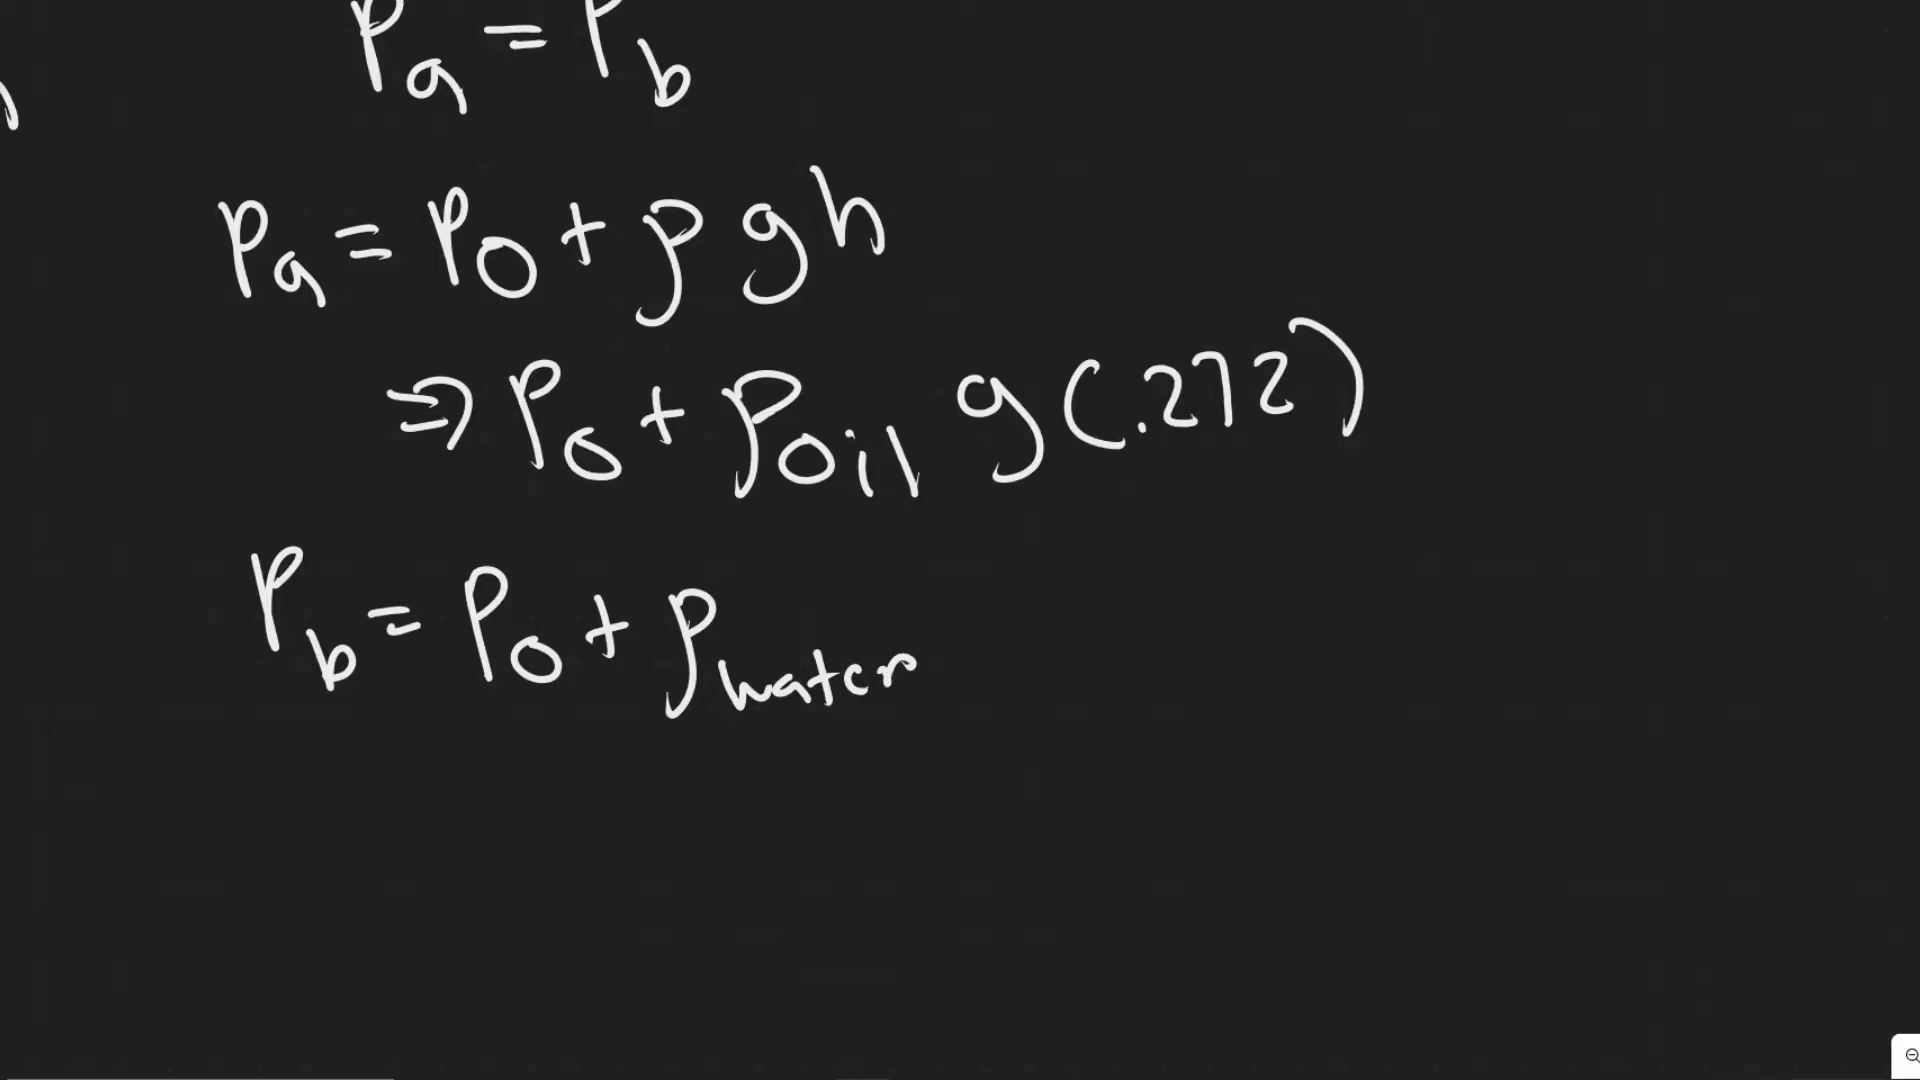 Pa = Pb
Pa = P0 + ρgh
⇒ P0 + ρoil g(.272)
Pb = P0 + ρwater